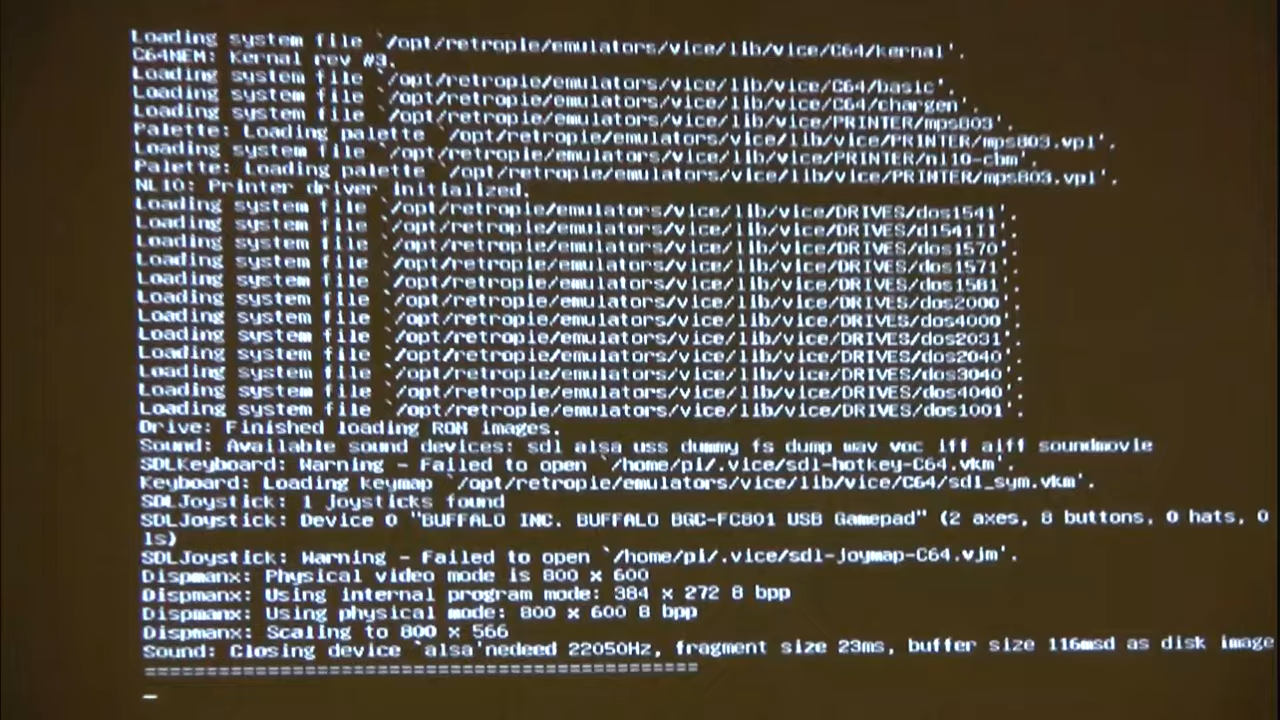 Loading system file `/opt/retropie/emulators/vice/lib/vice/C64/kernal'.
C64MEM: Kernal rev #3.
Loading system file `/opt/retropie/emulators/vice/lib/vice/C64/basic'.
Loading system file `/opt/retropie/emulators/vice/lib/vice/C64/chargen'.
Loading system file `/opt/retropie/emulators/vice/lib/vice/PRINTER/mps803'.
Palette: Loading palette `/opt/retropie/emulators/vice/lib/vice/PRINTER/mps803.vpl'.
Loading system file `/opt/retropie/emulators/vice/lib/vice/PRINTER/nl10-cbm'.
Palette: Loading palette `/opt/retropie/emulators/vice/lib/vice/PRINTER/mps803.vpl'.
NL10: Printer driver initialized.
Loading system file `/opt/retropie/emulators/vice/lib/vice/DRIVES/dos1541'.
Loading system file `/opt/retropie/emulators/vice/lib/vice/DRIVES/d1541II'.
Loading system file `/opt/retropie/emulators/vice/lib/vice/DRIVES/dos1570'.
Loading system file `/opt/retropie/emulators/vice/lib/vice/DRIVES/dos1571'.
Loading system file `/opt/retropie/emulators/vice/lib/vice/DRIVES/dos1581'.
Loading system file `/opt/retropie/emulators/vice/lib/vice/DRIVES/dos2000'.
Loading system file `/opt/retropie/emulators/vice/lib/vice/DRIVES/dos4000'.
Loading system file `/opt/retropie/emulators/vice/lib/vice/DRIVES/dos2031'.
Loading system file `/opt/retropie/emulators/vice/lib/vice/DRIVES/dos2040'.
Loading system file `/opt/retropie/emulators/vice/lib/vice/DRIVES/dos3040'.
Loading system file `/opt/retropie/emulators/vice/lib/vice/DRIVES/dos4040'.
Loading system file `/opt/retropie/emulators/vice/lib/vice/DRIVES/dos1001'.
Drive: Finished loading ROM images.
Sound: Available sound devices: sdl alsa uss dummy fs dump wav voc iff aiff soundmovie
SDLKeyboard: Warning - Failed to open `/home/pi/.vice/sdl-hotkey-C64.vkm'.
Keyboard: Loading keymap `/opt/retropie/emulators/vice/lib/vice/C64/sdl_sym.vkm'.
SDLJoystick: 1 joysticks found
SDLJoystick: Device 0 "BUFFALO INC. BUFFALO BGC-FC801 USB Gamepad" (2 axes, 8 buttons, 0 hats, 0
ls)
SDLJoystick: Warning - Failed to open `/home/pi/.vice/sdl-joymap-C64.vjm'.
Dispmanx: Physical video mode is 800 x 600
Dispmanx: Using internal program mode: 384 x 272 8 bpp
Dispmanx: Using physical mode: 800 x 600 8 bpp
Dispmanx: Scaling to 800 x 566
Sound: Closing device `alsa'nedeed 22050Hz, fragment size 23ms, buffer size 116msd as disk image
=============================================
_